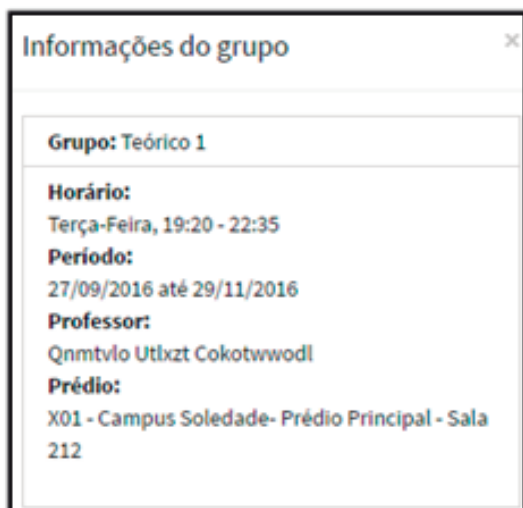 Informações do grupo ×
Grupo: Teórico 1
Horário:
Terça-Feira, 19:20 - 22:35
Período:
27/09/2016 até 29/11/2016
Professor:
Qnmtvlo Utlxzt Cokotwwodl
Prédio:
X01 - Campus Soledade- Prédio Principal - Sala
212